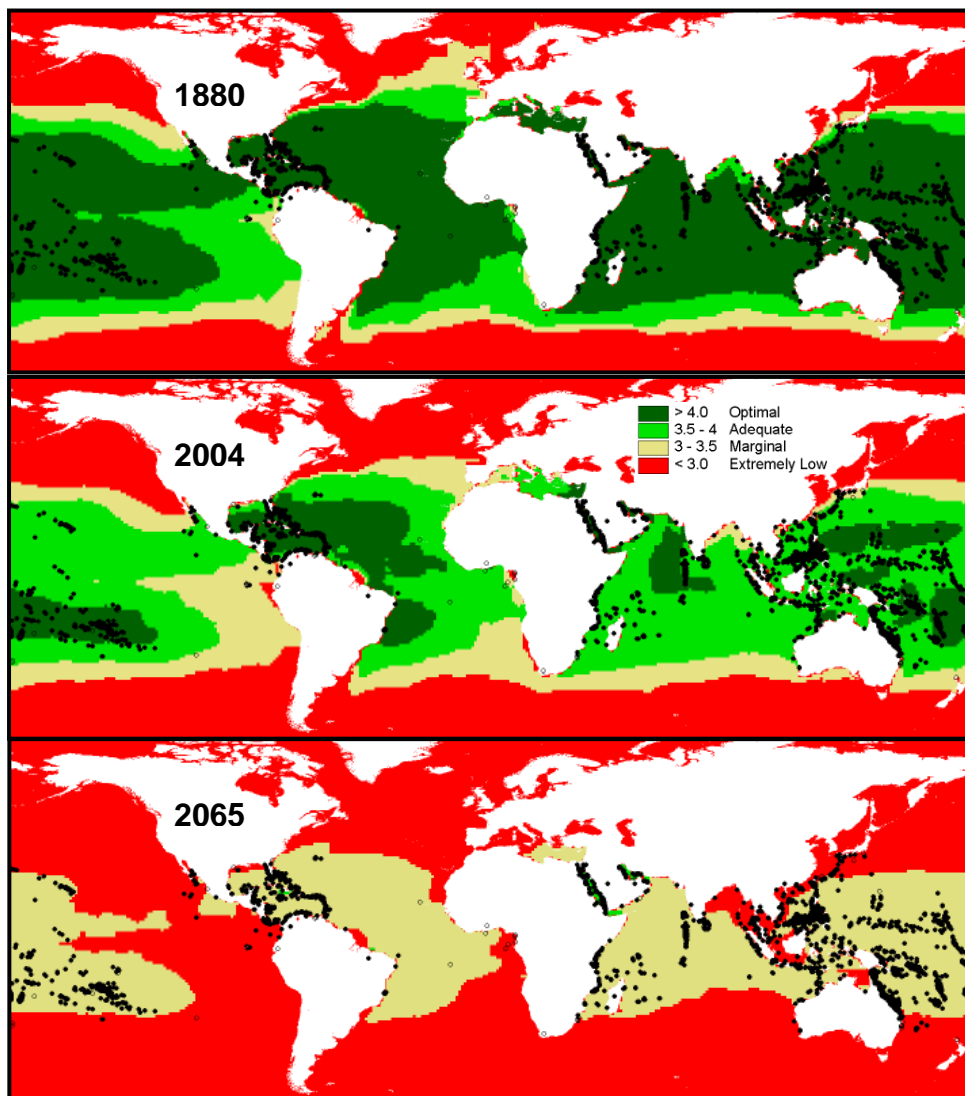 1880
2004
> 4.0 Optimal
3.5 - 4 Adequate
3 - 3.5 Marginal
< 3.0 Extremely Low
2065